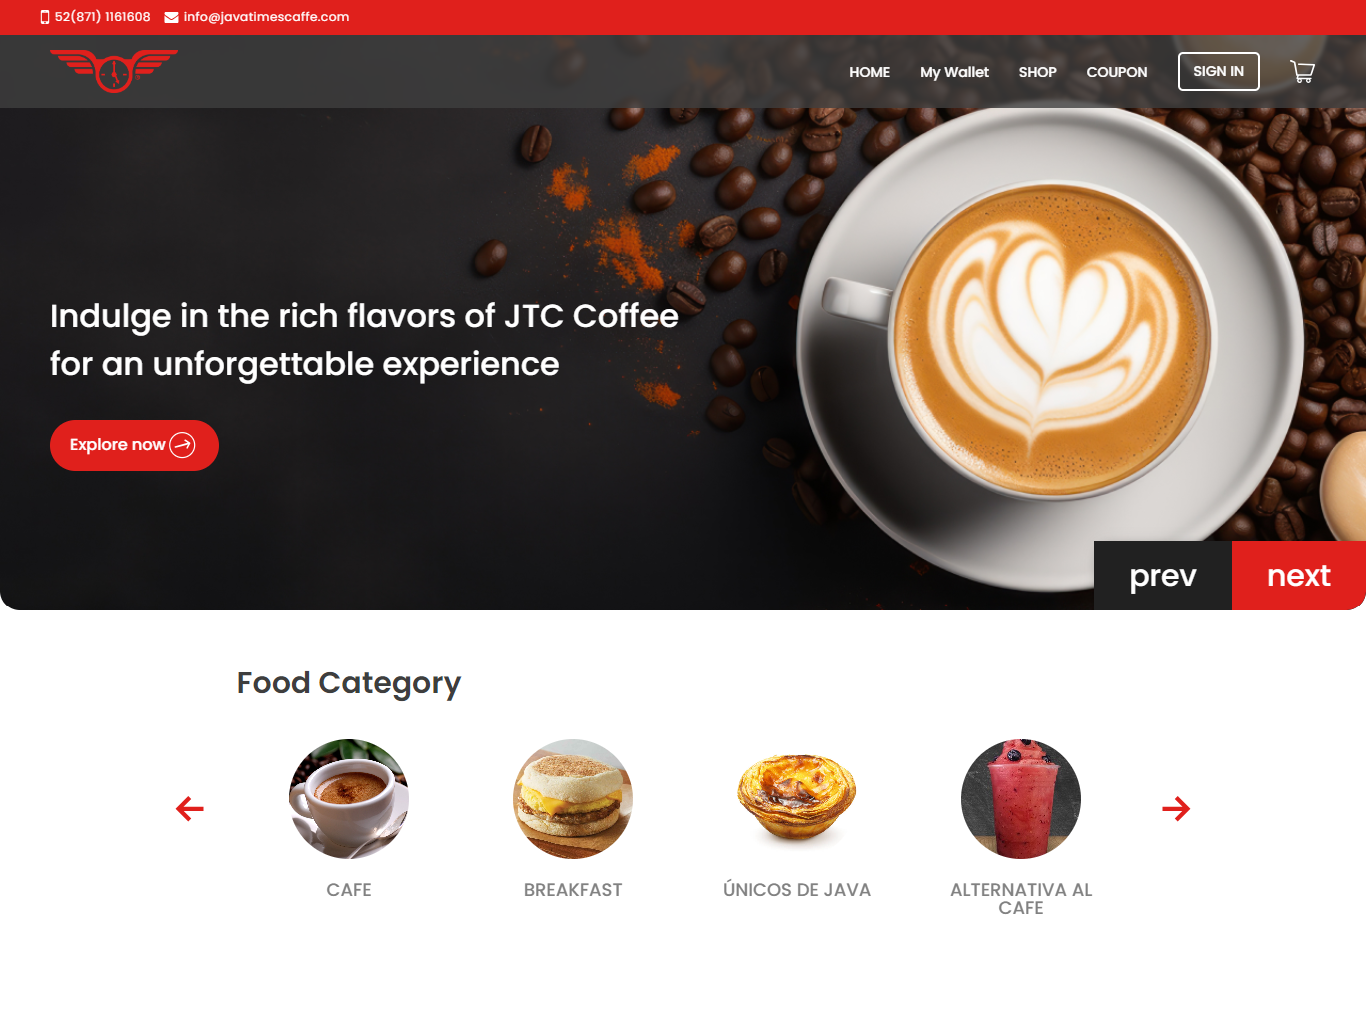 52(871) 1161608 info@javatimescaffe.com
HOME My Wallet SHOP COUPON SIGN IN
Indulge in the rich flavors of JTC Coffee
for an unforgettable experience
Explore now
prev next
Food Category
CAFE
BREAKFAST
ÚNICOS DE JAVA
ALTERNATIVA AL
CAFE